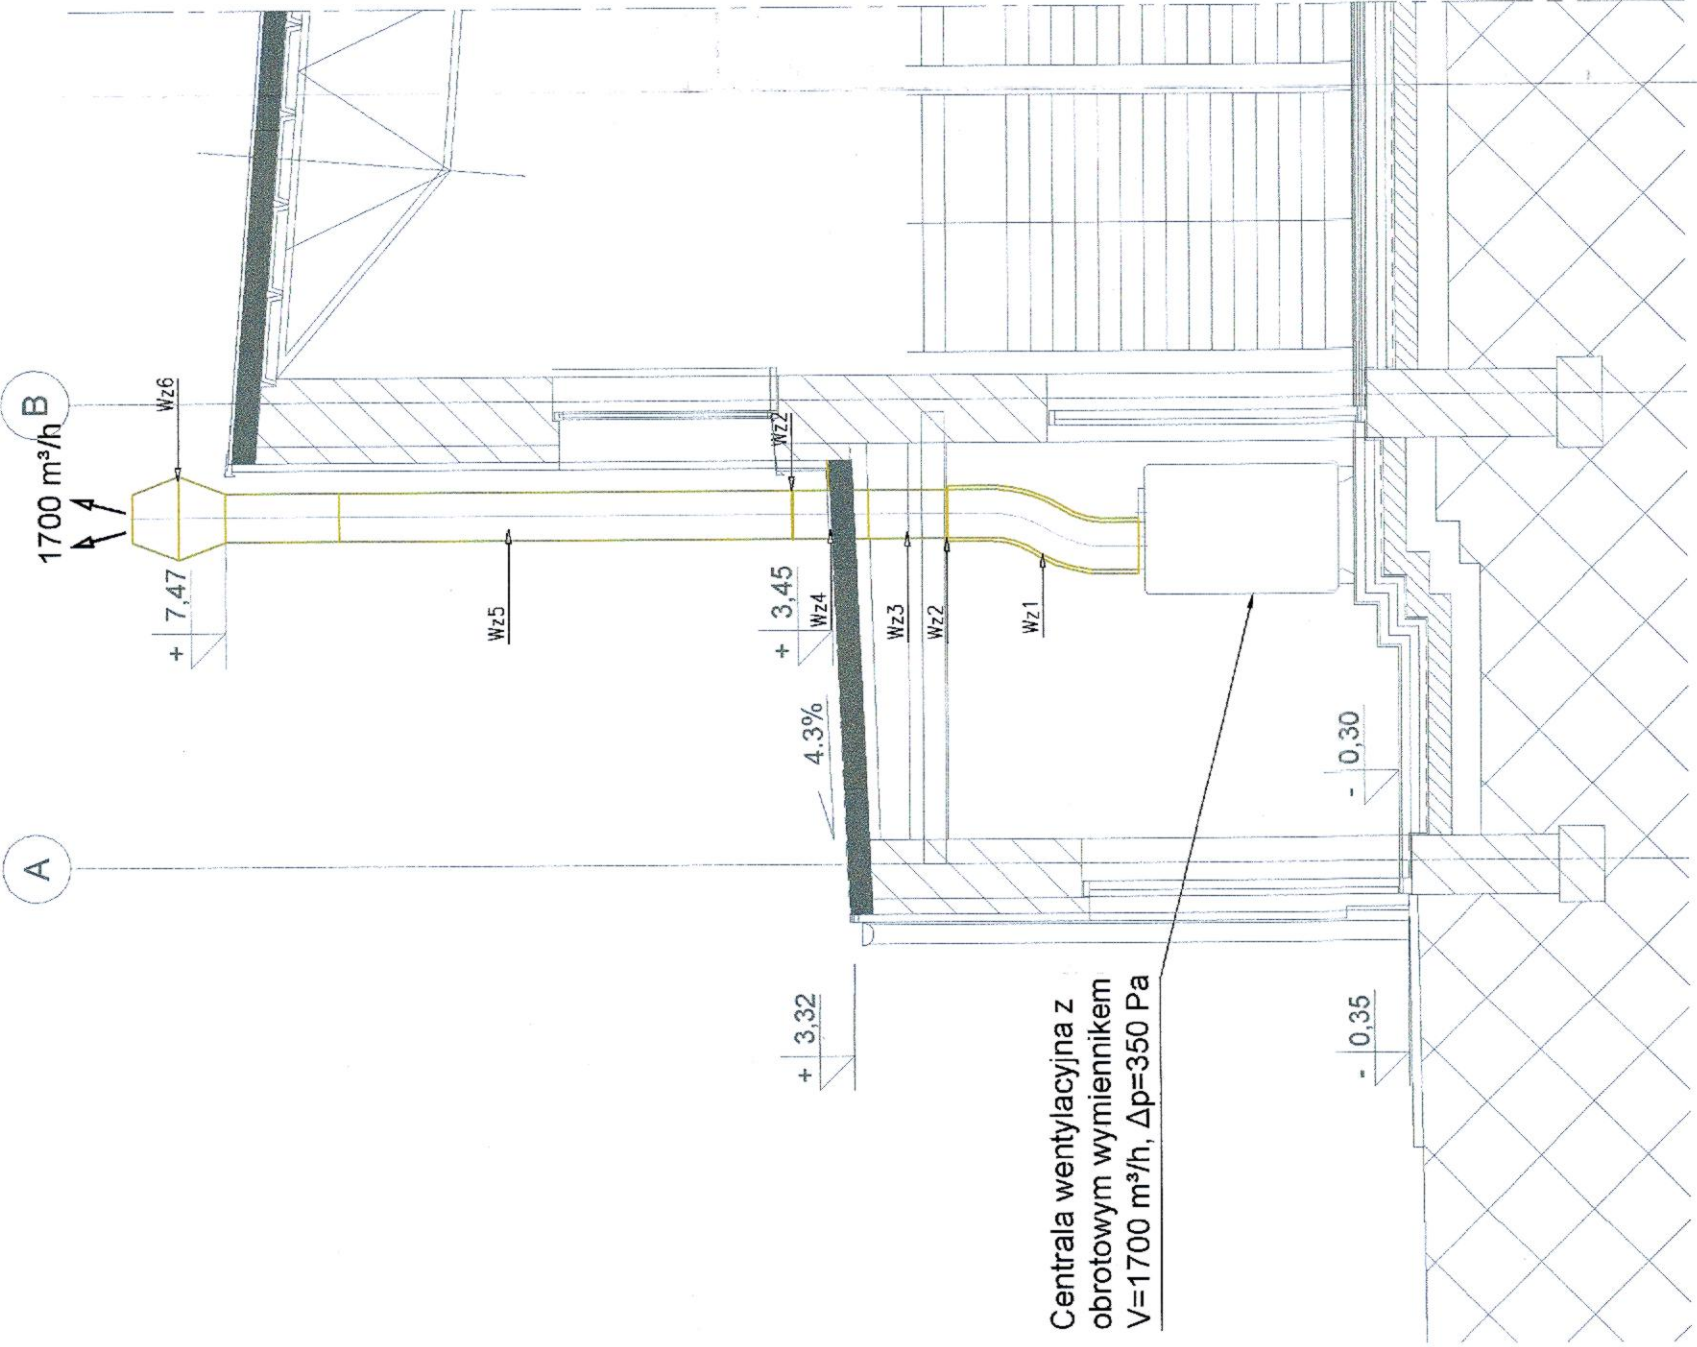 A
B
1700 m³/h
Wz6
+ 7,47
Wz5
Wz2
+ 3,45
Wz4
Wz3
Wz2
Wz1
4.3%
+ 3,32
- 0,30
- 0,35
Centrala wentylacyjna z
obrotowym wymiennikem
V=1700 m³/h, Δp=350 Pa